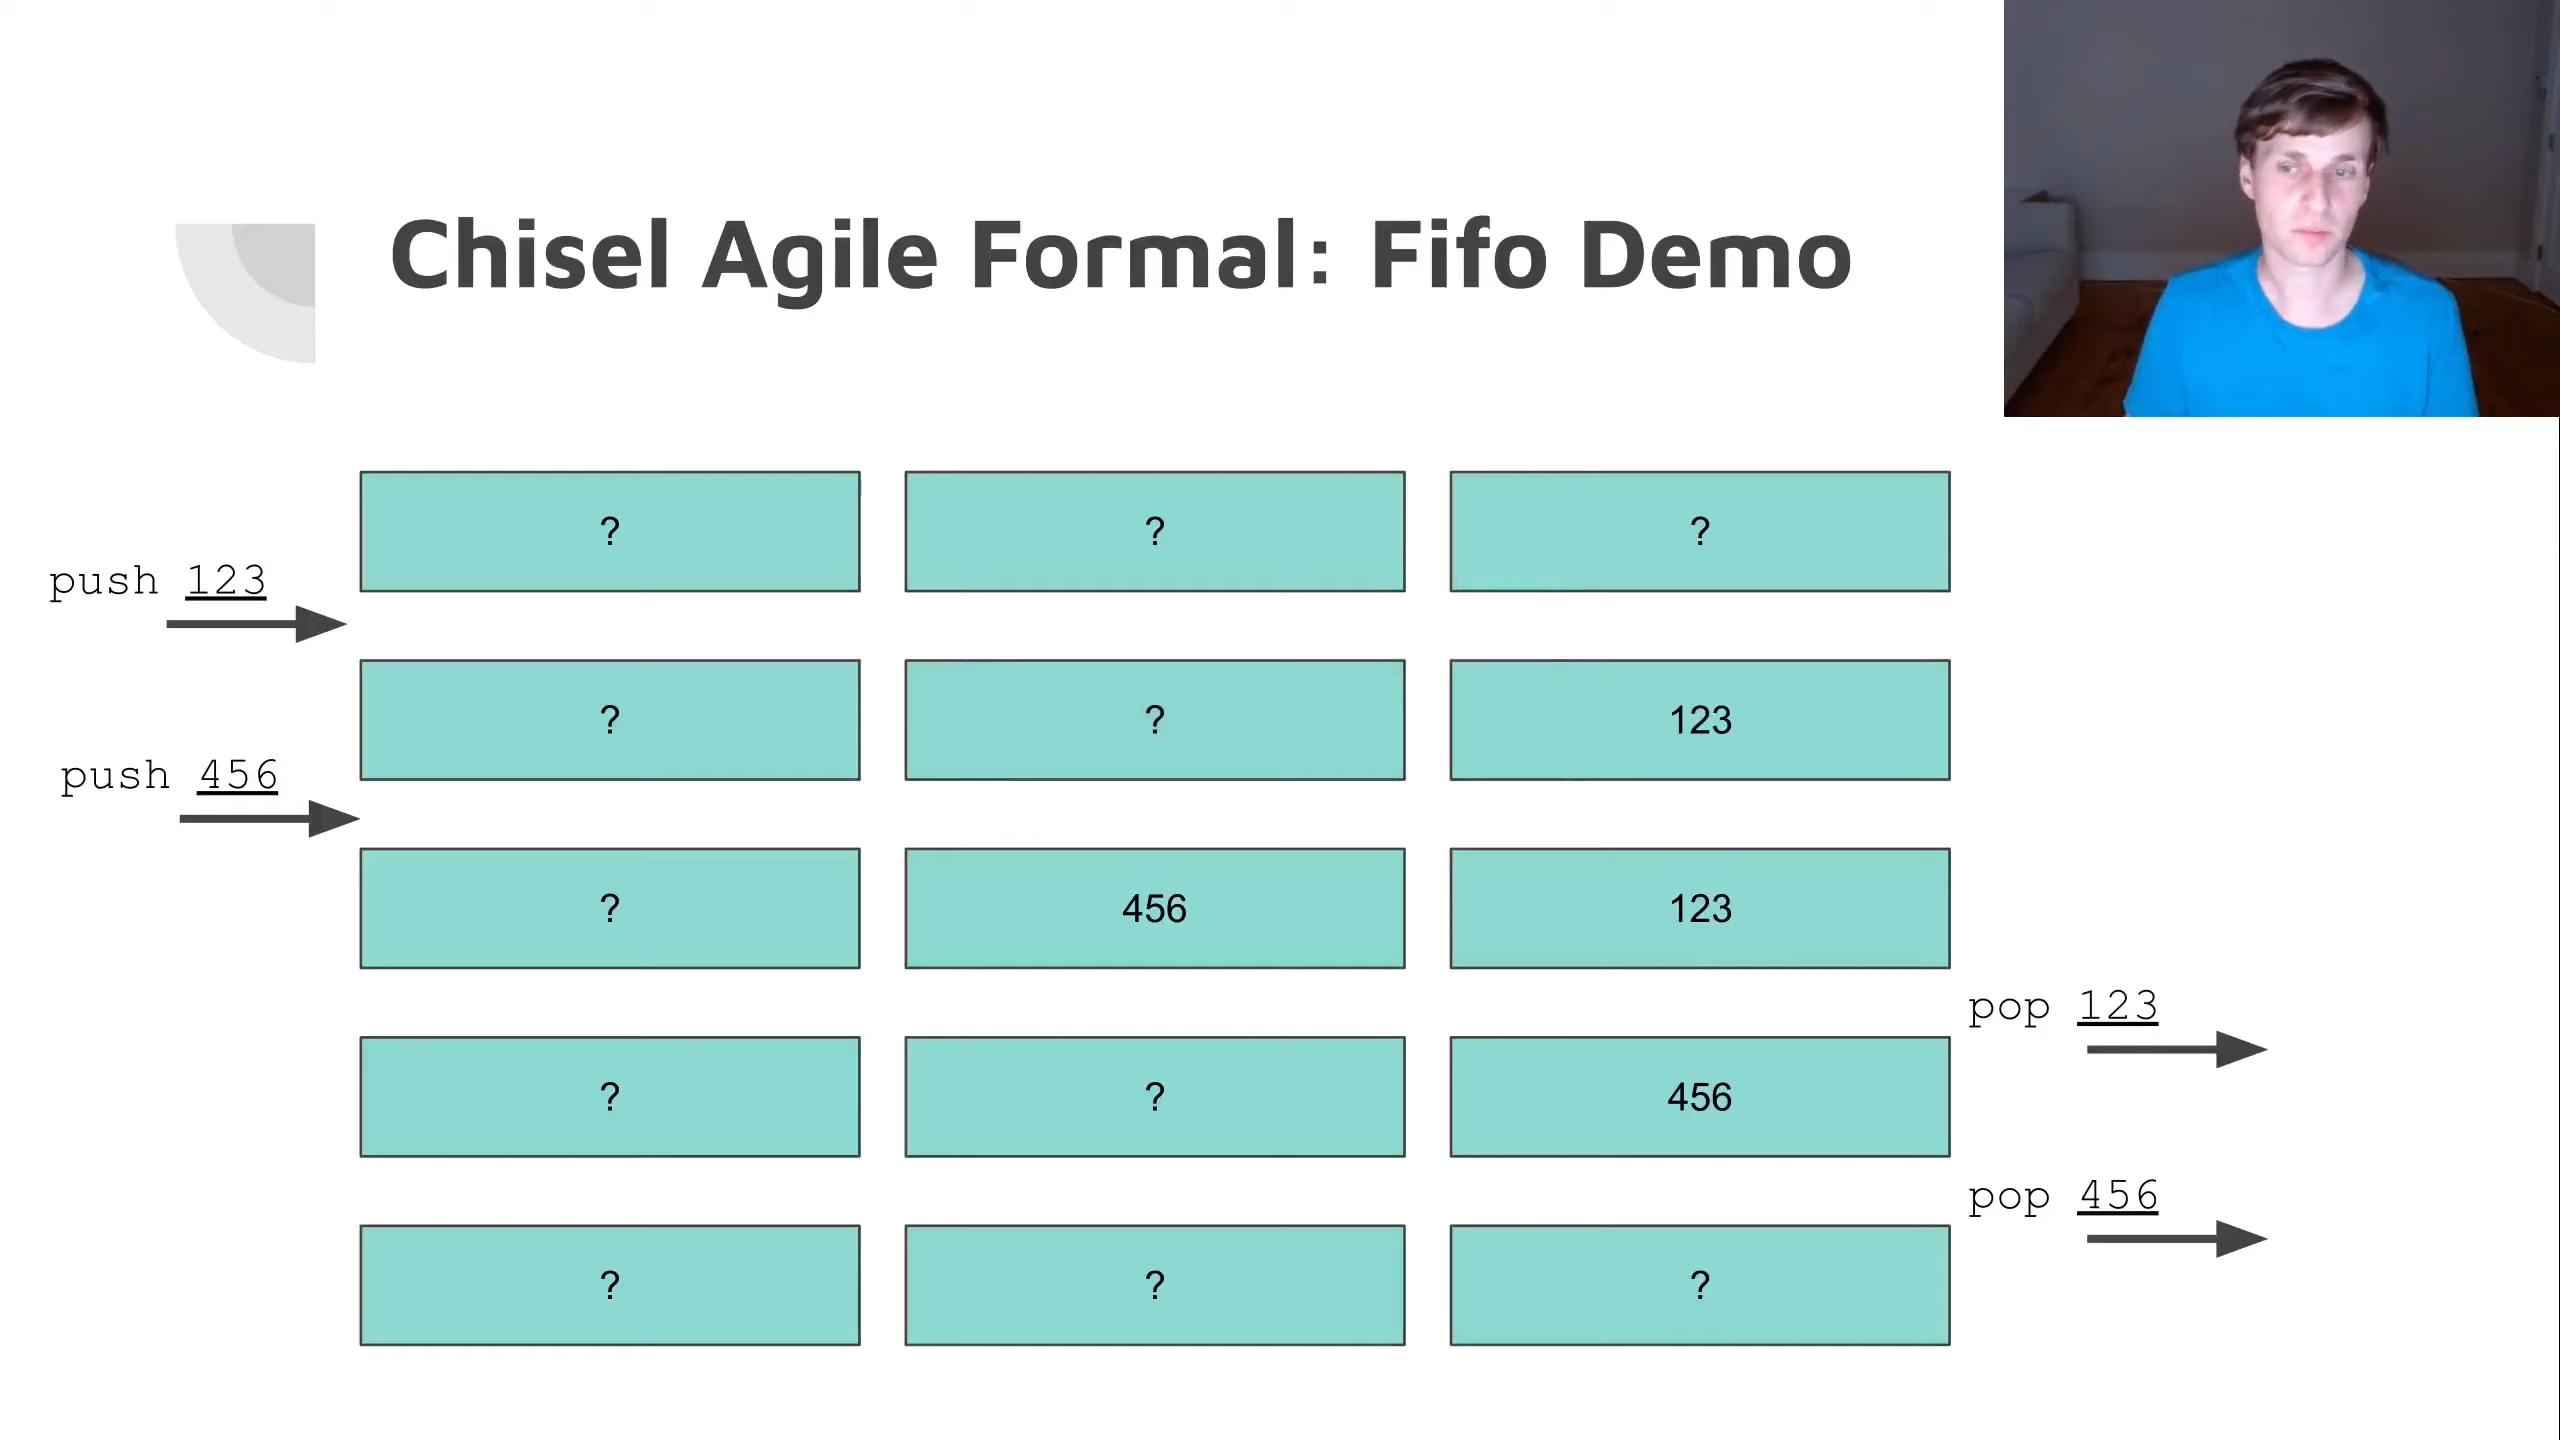 Chisel Agile Formal: Fifo Demo
? ? ?
push 123
? ? 123
push 456
? 456 123
pop 123
? ? 456
pop 456
? ? ?